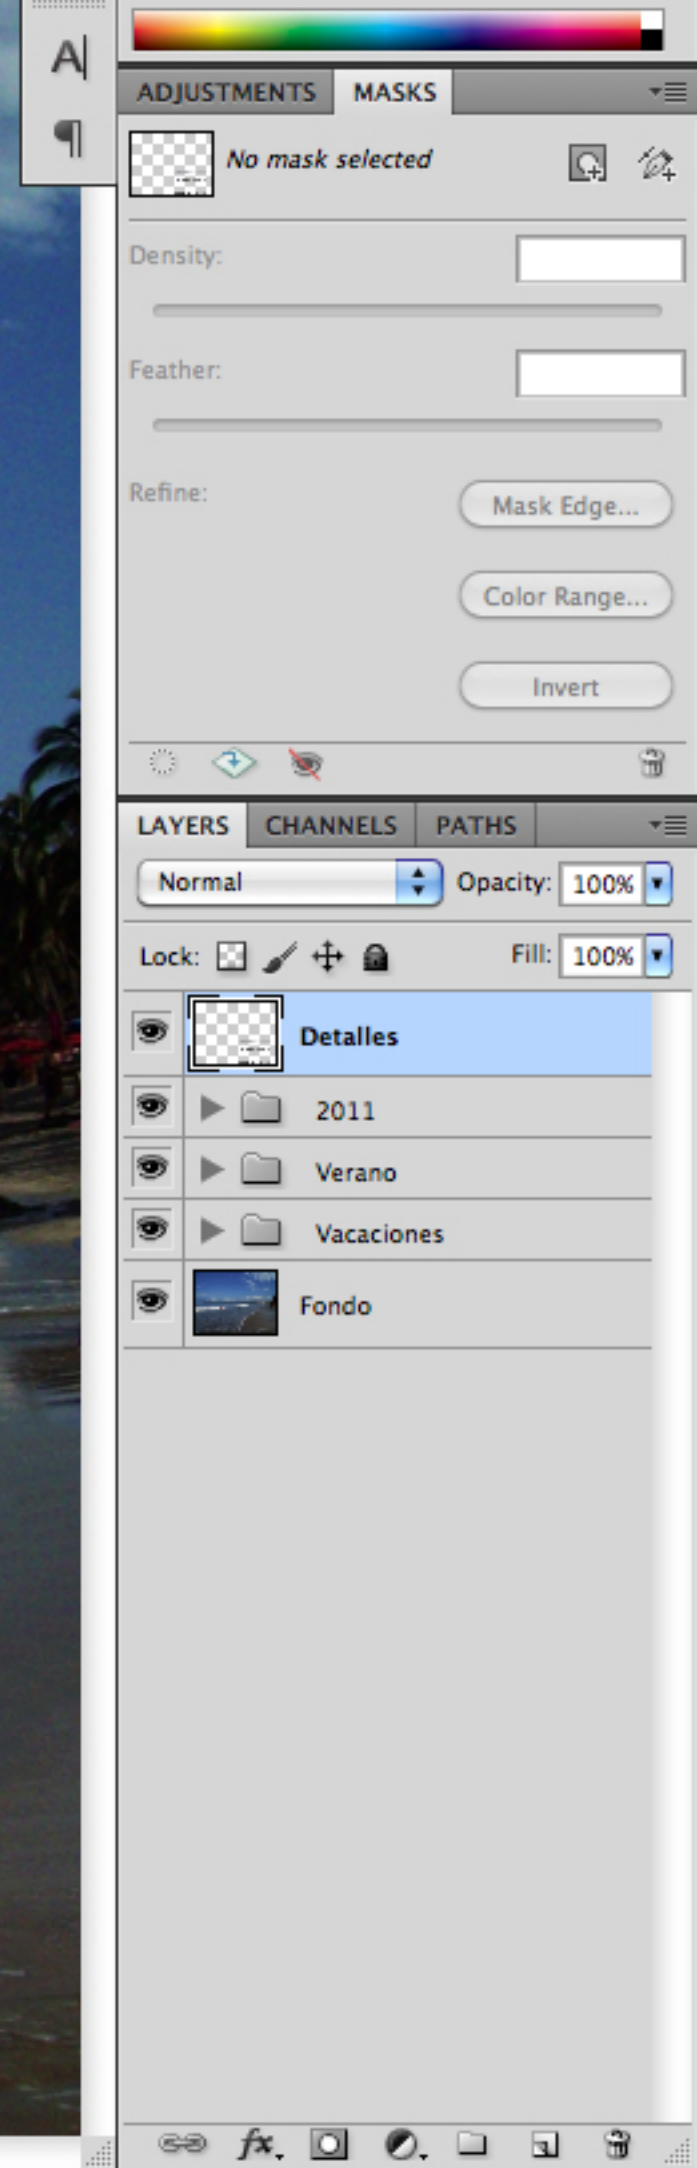 A|
¶
ADJUSTMENTS MASKS
No mask selected
Density:
Feather:
Refine:
Mask Edge...
Color Range...
Invert
LAYERS CHANNELS PATHS
Normal Opacity: 100%
Lock: Fill: 100%
Detalles
2011
Verano
Vacaciones
Fondo
fx.